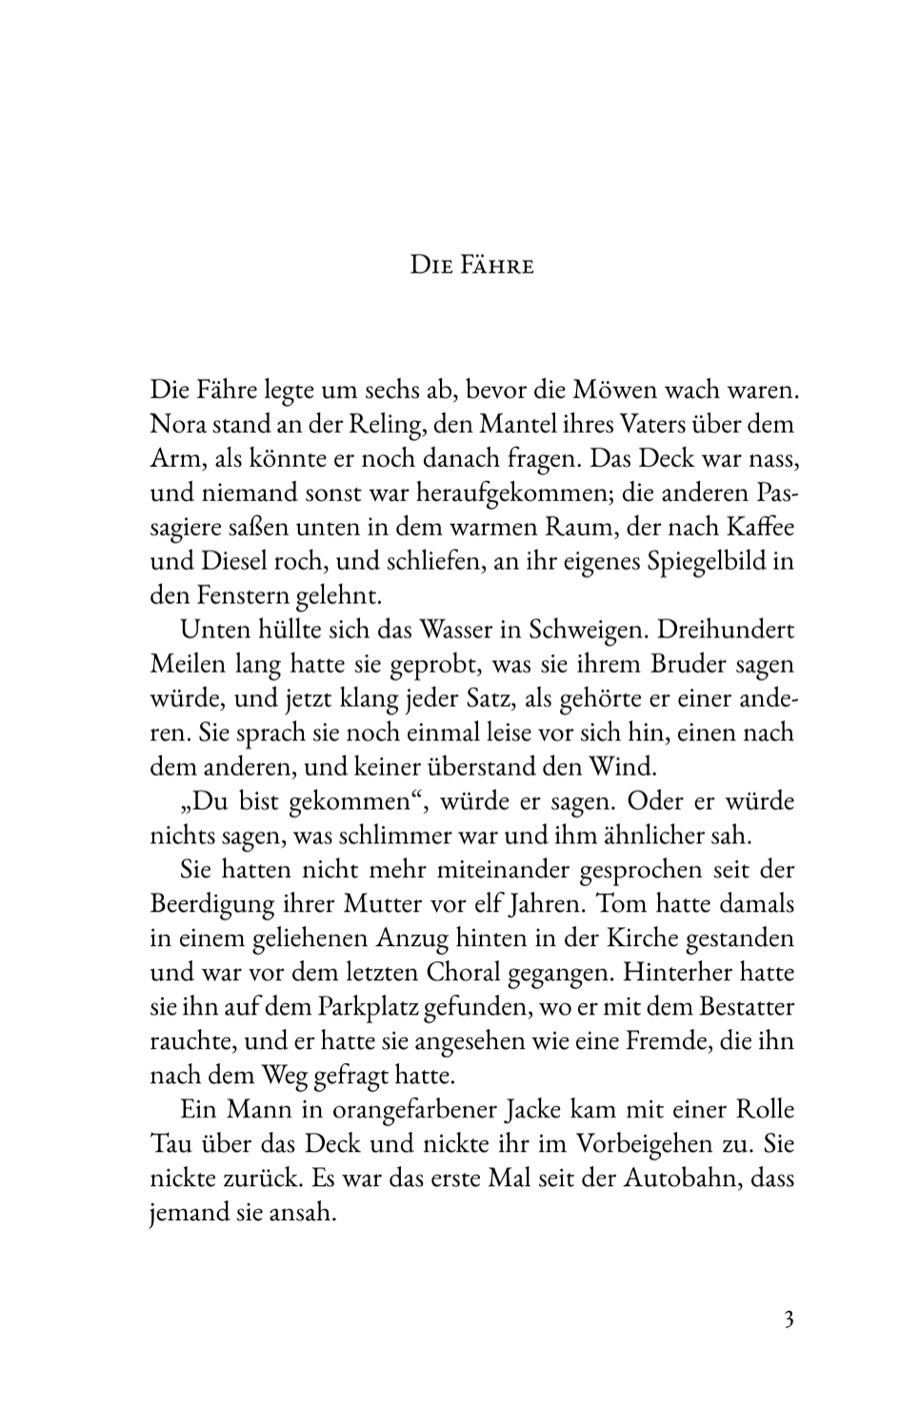 Die Fähre
Die Fähre legte um sechs ab, bevor die Möwen wach waren.
Nora stand an der Reling, den Mantel ihres Vaters über dem
Arm, als könnte er noch danach fragen. Das Deck war nass,
und niemand sonst war heraufgekommen; die anderen Pas-
sagiere saßen unten in dem warmen Raum, der nach Kaffee
und Diesel roch, und schliefen, an ihr eigenes Spiegelbild in
den Fenstern gelehnt.
Unten hüllte sich das Wasser in Schweigen. Dreihundert
Meilen lang hatte sie geprobt, was sie ihrem Bruder sagen
würde, und jetzt klang jeder Satz, als gehörte er einer ande-
ren. Sie sprach sie noch einmal leise vor sich hin, einen nach
dem anderen, und keiner überstand den Wind.
„Du bist gekommen“, würde er sagen. Oder er würde
nichts sagen, was schlimmer war und ihm ähnlicher sah.
Sie hatten nicht mehr miteinander gesprochen seit der
Beerdigung ihrer Mutter vor elf Jahren. Tom hatte damals
in einem geliehenen Anzug hinten in der Kirche gestanden
und war vor dem letzten Choral gegangen. Hinterher hatte
sie ihn auf dem Parkplatz gefunden, wo er mit dem Bestatter
rauchte, und er hatte sie angesehen wie eine Fremde, die ihn
nach dem Weg gefragt hatte.
Ein Mann in orangefarbener Jacke kam mit einer Rolle
Tau über das Deck und nickte ihr im Vorbeigehen zu. Sie
nickte zurück. Es war das erste Mal seit der Autobahn, dass
jemand sie ansah.
3